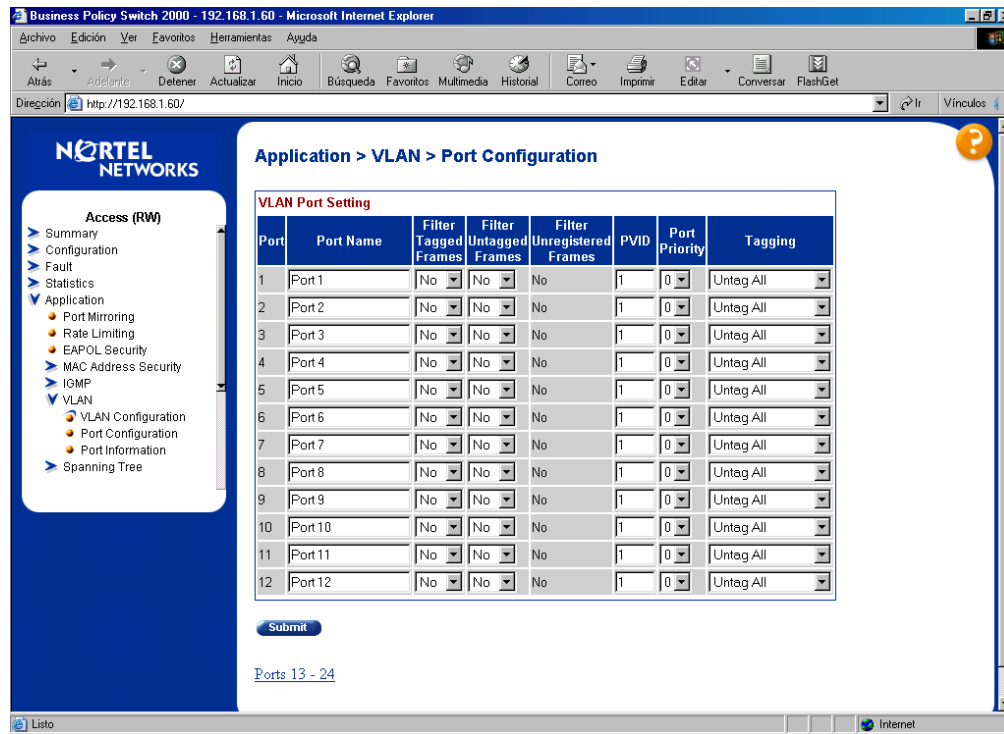 Business Policy Switch 2000 - 192.168.1.60 - Microsoft Internet Explorer
Archivo Edición Ver Favoritos Herramientas Ayuda
Atrás Adelante Detener Actualizar Inicio Búsqueda Favoritos Multimedia Historial Correo Imprimir Editar Conversar FlashGet
Dirección http://192.168.1.60/ Ir Vínculos
NORTEL
NETWORKS
Access (RW)
Summary
Configuration
Fault
Statistics
Application
Port Mirroring
Rate Limiting
EAPOL Security
MAC Address Security
IGMP
VLAN
VLAN Configuration
Port Configuration
Port Information
Spanning Tree
?
Application > VLAN > Port Configuration
VLAN Port Setting
Port Port Name Filter Tagged Frames Filter Untagged Frames Filter Unregistered Frames PVID Port Priority Tagging
1 Port 1 No No No 1 0 Untag All
2 Port 2 No No No 1 0 Untag All
3 Port 3 No No No 1 0 Untag All
4 Port 4 No No No 1 0 Untag All
5 Port 5 No No No 1 0 Untag All
6 Port 6 No No No 1 0 Untag All
7 Port 7 No No No 1 0 Untag All
8 Port 8 No No No 1 0 Untag All
9 Port 9 No No No 1 0 Untag All
10 Port 10 No No No 1 0 Untag All
11 Port 11 No No No 1 0 Untag All
12 Port 12 No No No 1 0 Untag All
Submit
Ports 13 - 24
Listo Internet